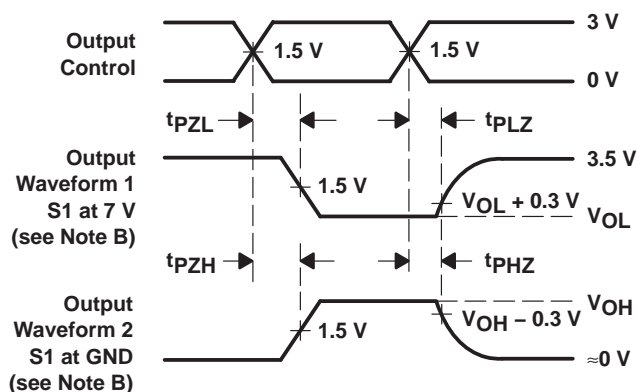 3 V
Output
Control
1.5 V
1.5 V
0 V
tPZL
tPLZ
Output
Waveform 1
S1 at 7 V
(see Note B)
3.5 V
1.5 V
VOL + 0.3 V
VOL
tPZH
tPHZ
Output
Waveform 2
S1 at GND
(see Note B)
VOH
1.5 V
VOH – 0.3 V
≈0 V